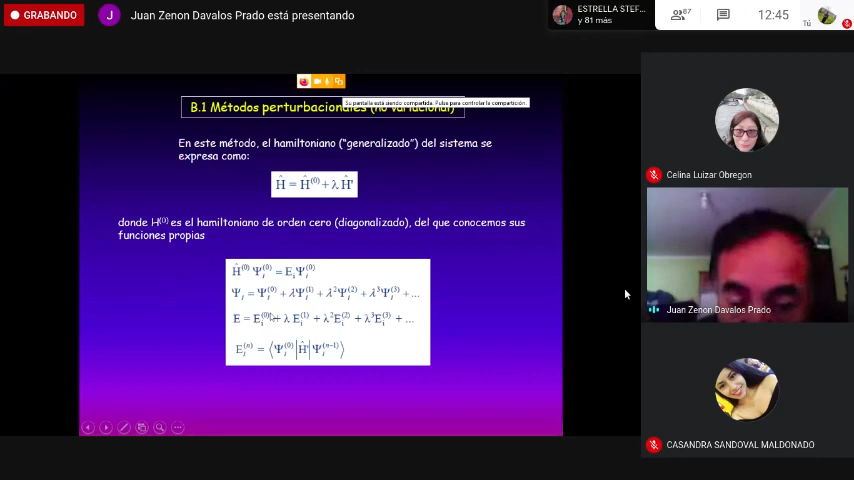 GRABANDO
J
Juan Zenon Davalos Prado está presentando
ESTRELLA STEF...
y 81 más
87
12:45
Tú
Su pantalla está siendo compartida. Pulse para controlar la compartición.
B.1 Métodos perturbacionales (no variacional)
En este método, el hamiltoniano ("generalizado") del sistema se
expresa como:
Ĥ = Ĥ⁽⁰⁾ + λ Ĥ'
donde H⁽⁰⁾ es el hamiltoniano de orden cero (diagonalizado), del que conocemos sus
funciones propias
Ĥ⁽⁰⁾ Ψᵢ⁽⁰⁾ = EᵢΨᵢ⁽⁰⁾
Ψᵢ = Ψᵢ⁽⁰⁾ + λΨᵢ⁽¹⁾ + λ²Ψᵢ⁽²⁾ + λ³Ψᵢ⁽³⁾ + ...
E = Eᵢ⁽⁰⁾ + λ Eᵢ⁽¹⁾ + λ²Eᵢ⁽²⁾ + λ³Eᵢ⁽³⁾ + ...
Eᵢ⁽ⁿ⁾ = ⟨Ψᵢ⁽⁰⁾|Ĥ'|Ψᵢ⁽ⁿ⁻¹⁾⟩
Celina Luizar Obregon
Juan Zenon Davalos Prado
CASANDRA SANDOVAL MALDONADO